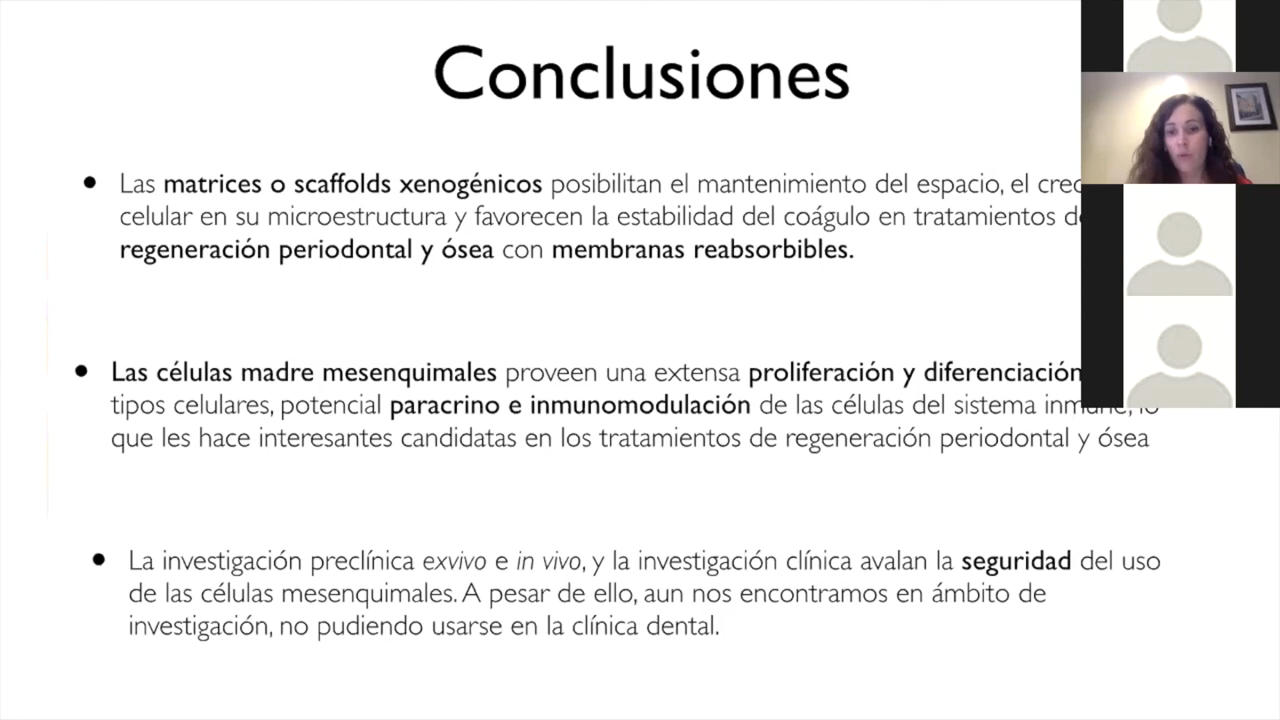 Conclusiones
• Las matrices o scaffolds xenogénicos posibilitan el mantenimiento del espacio, el
celular en su microestructura y favorecen la estabilidad del coágulo en tratamientos
regeneración periodontal y ósea con membranas reabsorbibles.
• Las células madre mesenquimales proveen una extensa proliferación y diferenciación
tipos celulares, potencial paracrino e inmunomodulación de las células del sistema
que les hace interesantes candidatas en los tratamientos de regeneración periodontal y ósea
• La investigación preclínica exvivo e in vivo, y la investigación clínica avalan la seguridad del uso
de las células mesenquimales. A pesar de ello, aun nos encontramos en ámbito de
investigación, no pudiendo usarse en la clínica dental.